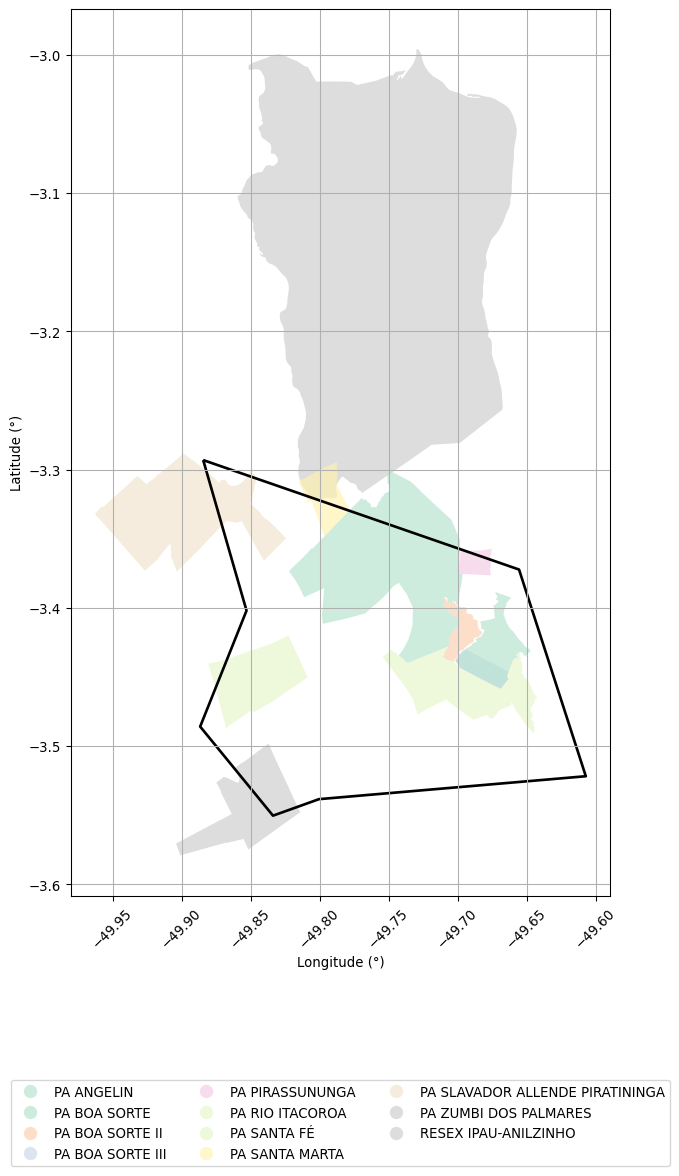 −3.0
−3.1
−3.2
−3.3
−3.4
−3.5
−3.6
Latitude (°)
−49.95
−49.90
−49.85
−49.80
−49.75
−49.70
−49.65
−49.60
Longitude (°)
PA ANGELIN
PA BOA SORTE
PA BOA SORTE II
PA BOA SORTE III
PA PIRASSUNUNGA
PA RIO ITACOROA
PA SANTA FÉ
PA SANTA MARTA
PA SLAVADOR ALLENDE PIRATININGA
PA ZUMBI DOS PALMARES
RESEX IPAU-ANILZINHO